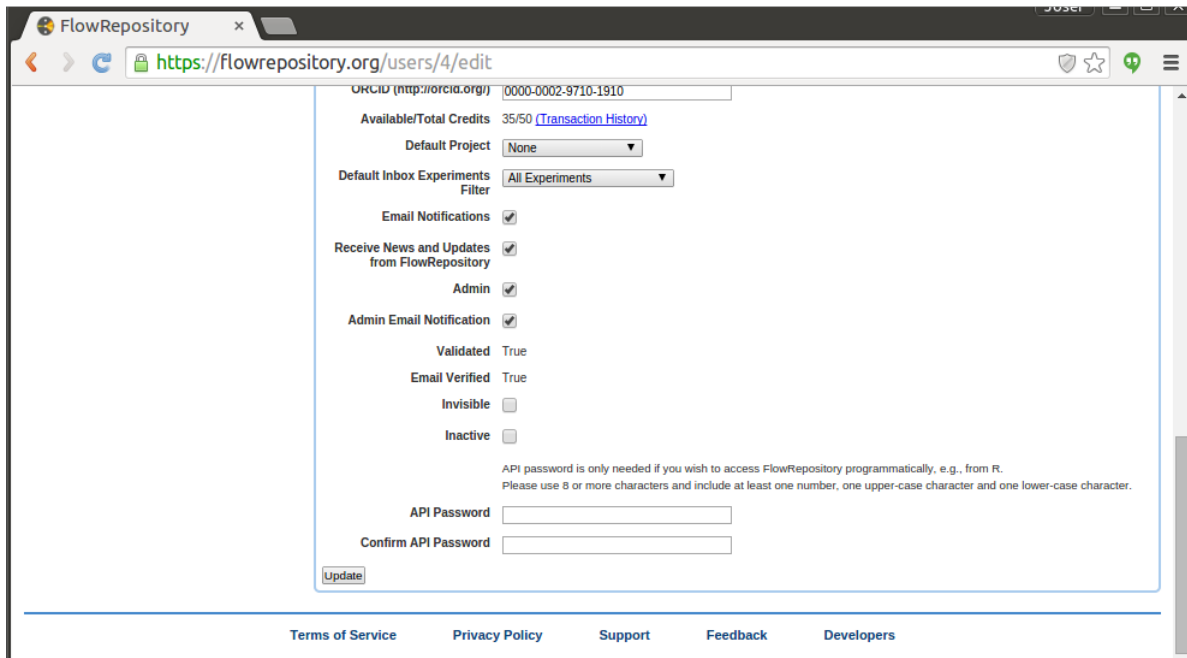 FlowRepository ×
https://flowrepository.org/users/4/edit
ORCID (http://orcid.org/) 0000-0002-9710-1910
Available/Total Credits 35/50 (Transaction History)
Default Project None
Default Inbox Experiments Filter All Experiments
Email Notifications
Receive News and Updates from FlowRepository
Admin
Admin Email Notification
Validated True
Email Verified True
Invisible
Inactive
API password is only needed if you wish to access FlowRepository programmatically, e.g., from R.
Please use 8 or more characters and include at least one number, one upper-case character and one lower-case character.
API Password
Confirm API Password
Update
Terms of Service Privacy Policy Support Feedback Developers